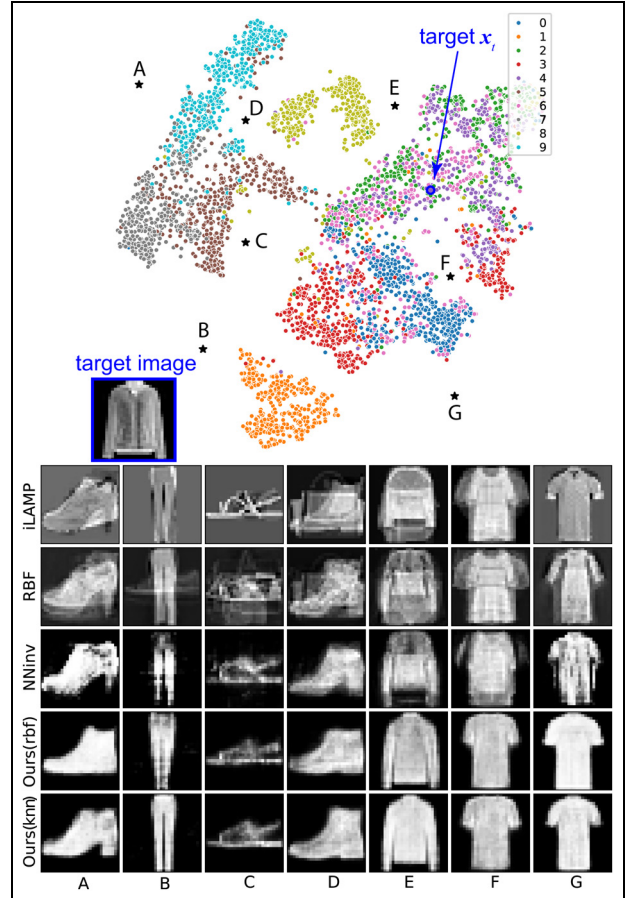 target xt
0
1
2
3
4
5
6
7
8
9
A
D
E
C
F
B
G
target image
iLAMP
RBF
NNinv
Ours(rbf)
Ours(knn)
A B C D E F G